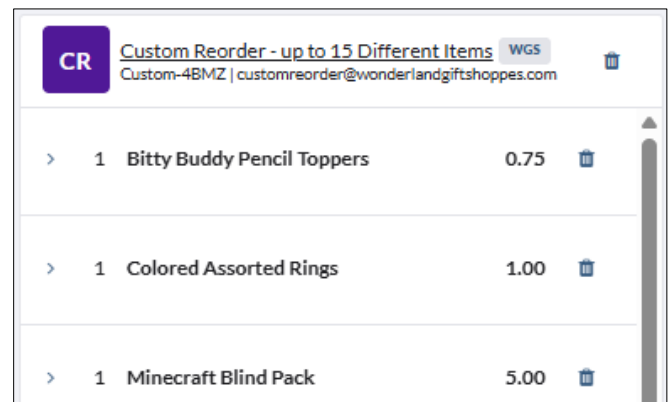 CR
Custom Reorder - up to 15 Different Items WGS
Custom-4BMZ | customreorder@wonderlandgiftshoppes.com
> 1 Bitty Buddy Pencil Toppers 0.75
> 1 Colored Assorted Rings 1.00
> 1 Minecraft Blind Pack 5.00